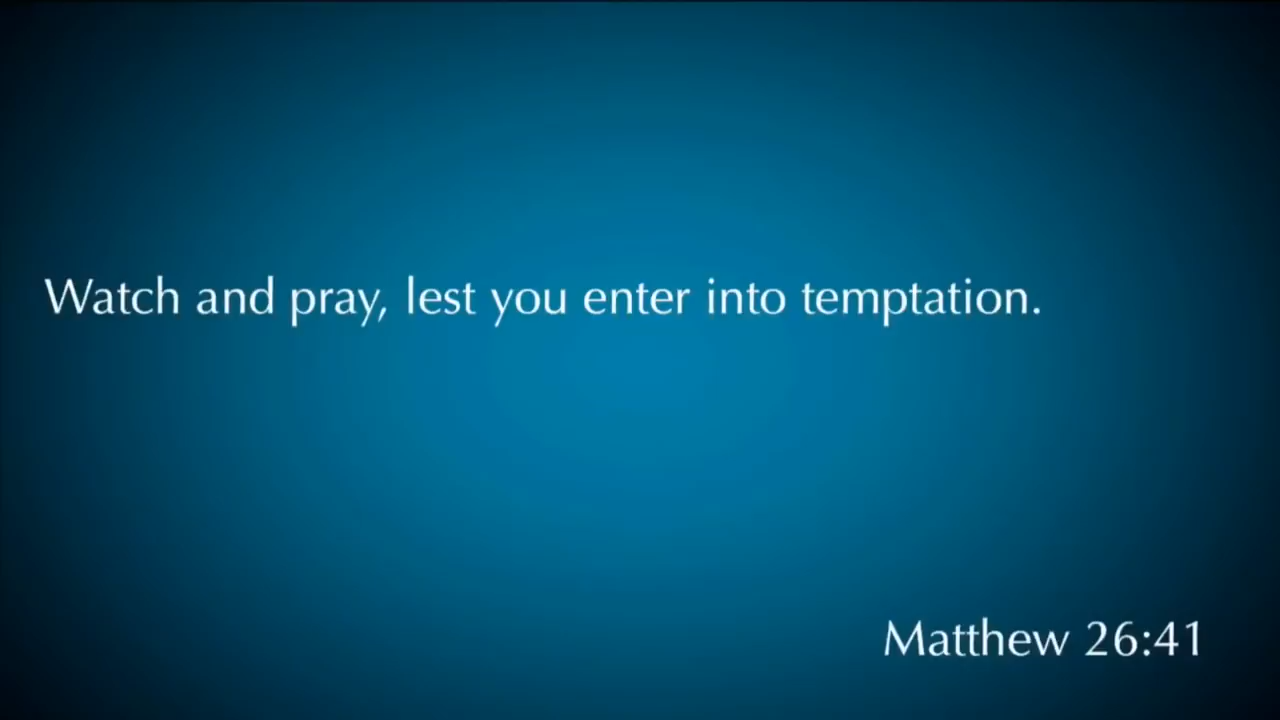 Watch and pray, lest you enter into temptation.
Matthew 26:41